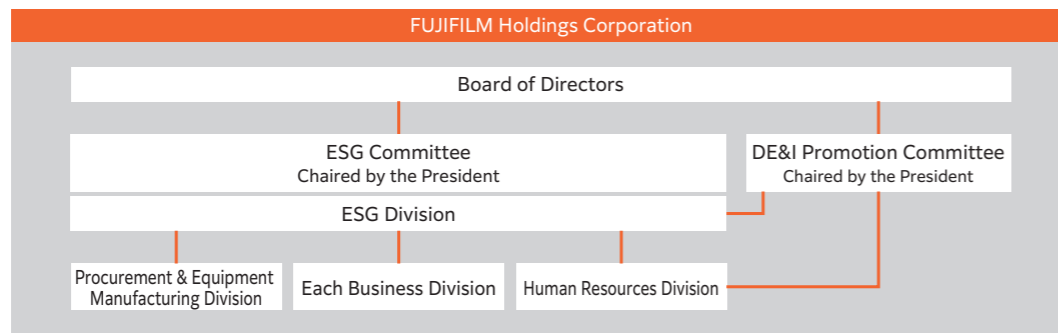 FUJIFILM Holdings Corporation
Board of Directors
ESG Committee
Chaired by the President
DE&I Promotion Committee
Chaired by the President
ESG Division
Procurement & Equipment
Manufacturing Division
Each Business Division
Human Resources Division